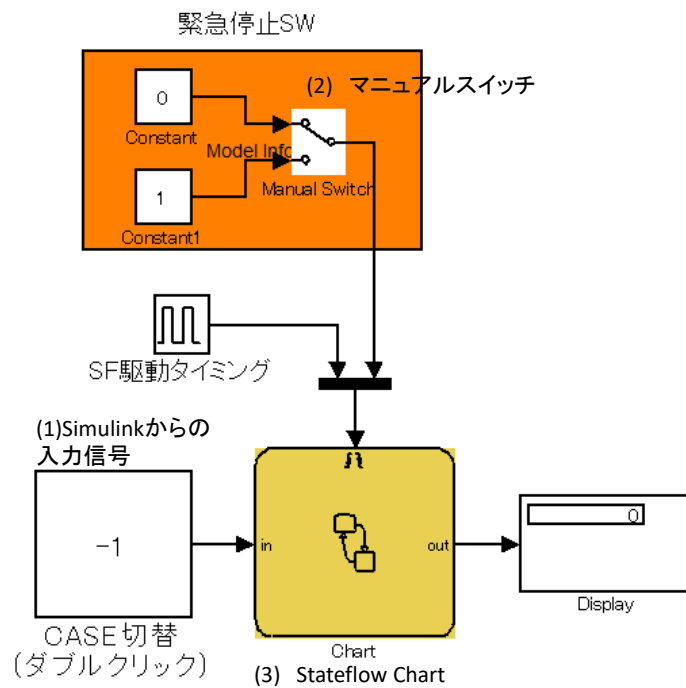 緊急停止SW
(2) マニュアルスイッチ
0
Constant
Model Info
Manual Switch
1
Constant1
SF駆動タイミング
(1)Simulinkからの
入力信号
-1
in
out
0
Display
CASE切替
(ダブルクリック)
Chart
(3) Stateflow Chart